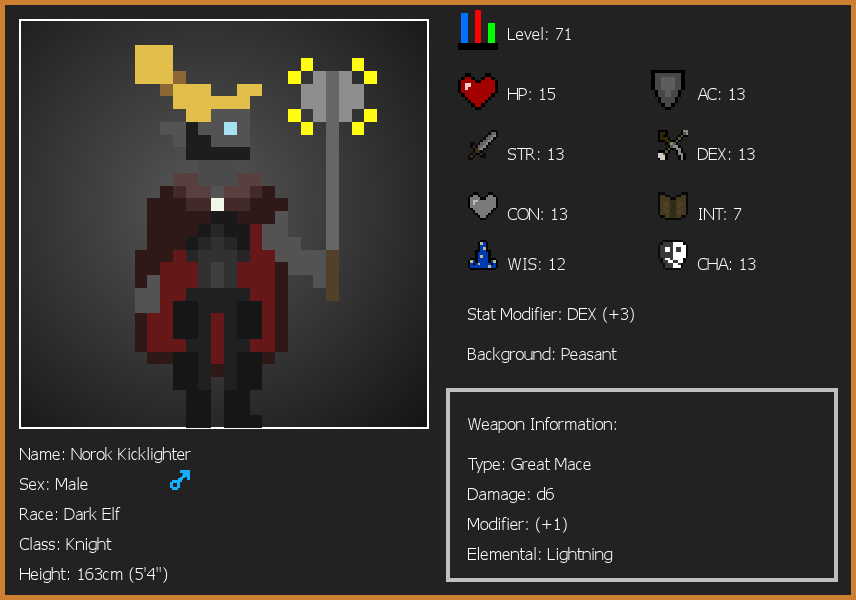 Level: 71
HP: 15
AC: 13
STR: 13
DEX: 13
CON: 13
INT: 7
WIS: 12
CHA: 13
Stat Modifier: DEX (+3)
Background: Peasant
Weapon Information:
Type: Great Mace
Damage: d6
Modifier: (+1)
Elemental: Lightning
Name: Norok Kicklighter
Sex: Male
Race: Dark Elf
Class: Knight
Height: 163cm (5'4")